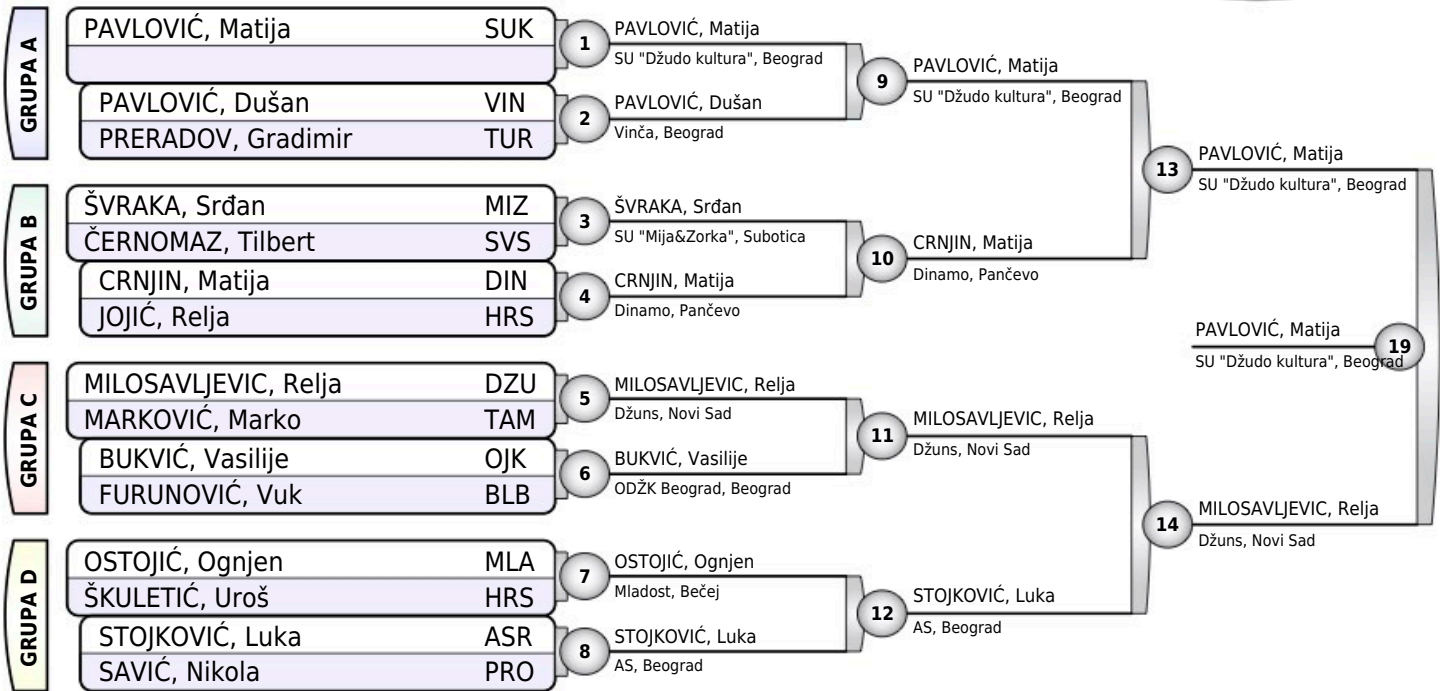 GRUPA A
PAVLOVIĆ, Matija SUK
PAVLOVIĆ, Dušan VIN
PRERADOV, Gradimir TUR
GRUPA B
ŠVRAKA, Srđan MIZ
ČERNOMAZ, Tilbert SVS
CRNJIN, Matija DIN
JOJIĆ, Relja HRS
GRUPA C
MILOSAVLJEVIC, Relja DZU
MARKOVIĆ, Marko TAM
BUKVIĆ, Vasilije OJK
FURUNOVIĆ, Vuk BLB
GRUPA D
OSTOJIĆ, Ognjen MLA
ŠKULETIĆ, Uroš HRS
STOJKOVIĆ, Luka ASR
SAVIĆ, Nikola PRO
1
PAVLOVIĆ, Matija
SU "Džudo kultura", Beograd
2
PAVLOVIĆ, Dušan
Vinča, Beograd
3
ŠVRAKA, Srđan
SU "Mija&Zorka", Subotica
4
CRNJIN, Matija
Dinamo, Pančevo
5
MILOSAVLJEVIC, Relja
Džuns, Novi Sad
6
BUKVIĆ, Vasilije
ODŽK Beograd, Beograd
7
OSTOJIĆ, Ognjen
Mladost, Bečej
8
STOJKOVIĆ, Luka
AS, Beograd
9
PAVLOVIĆ, Matija
SU "Džudo kultura", Beograd
10
CRNJIN, Matija
Dinamo, Pančevo
11
MILOSAVLJEVIC, Relja
Džuns, Novi Sad
12
STOJKOVIĆ, Luka
AS, Beograd
13
PAVLOVIĆ, Matija
SU "Džudo kultura", Beograd
14
MILOSAVLJEVIC, Relja
Džuns, Novi Sad
PAVLOVIĆ, Matija
19
SU "Džudo kultura", Beograd